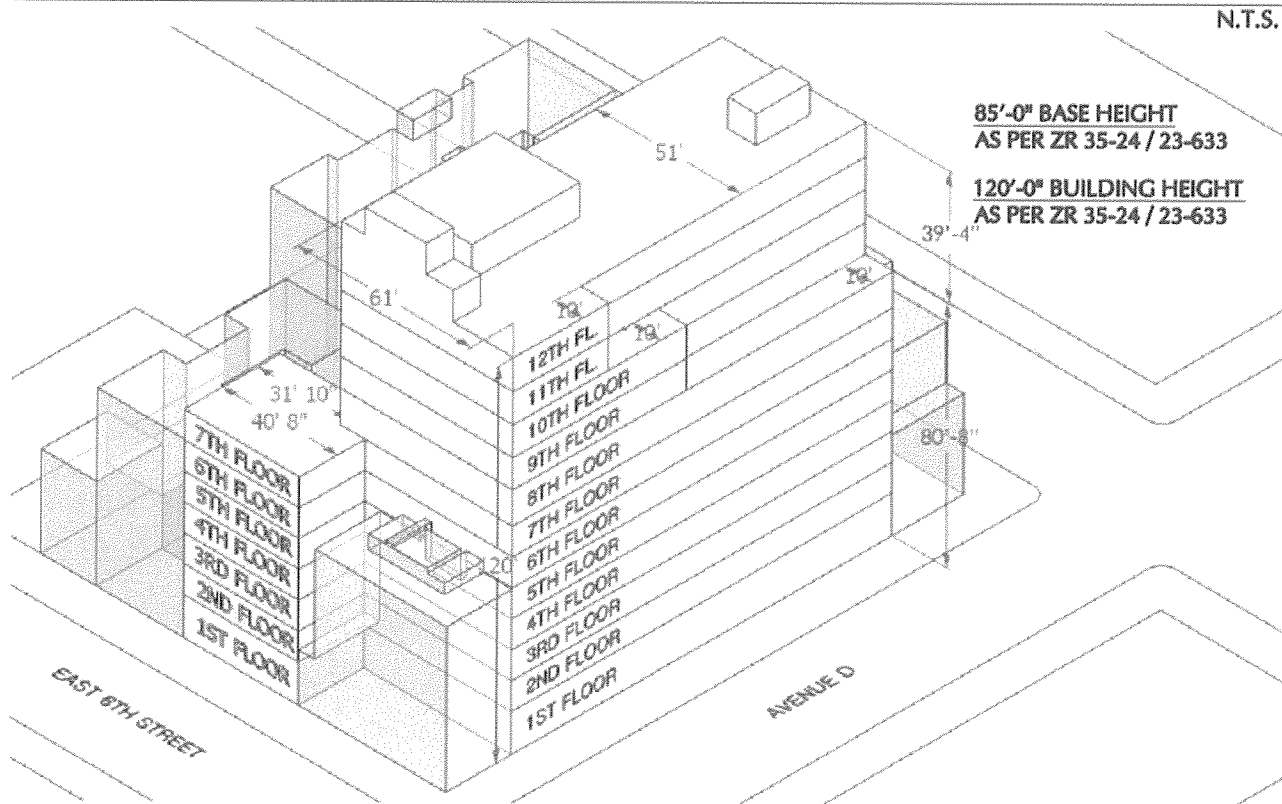 N.T.S.
85'-0" BASE HEIGHT
AS PER ZR 35-24 / 23-633
120'-0" BUILDING HEIGHT
AS PER ZR 35-24 / 23-633
51'
39'-4"
10'
61'
10'
10'
12TH FL.
11TH FL.
10TH FLOOR
9TH FLOOR
8TH FLOOR
7TH FLOOR
6TH FLOOR
5TH FLOOR
4TH FLOOR
3RD FLOOR
2ND FLOOR
1ST FLOOR
31' 10"
40' 8"
7TH FLOOR
6TH FLOOR
5TH FLOOR
4TH FLOOR
3RD FLOOR
2ND FLOOR
1ST FLOOR
120'
80'-8"
EAST 6TH STREET
AVENUE D